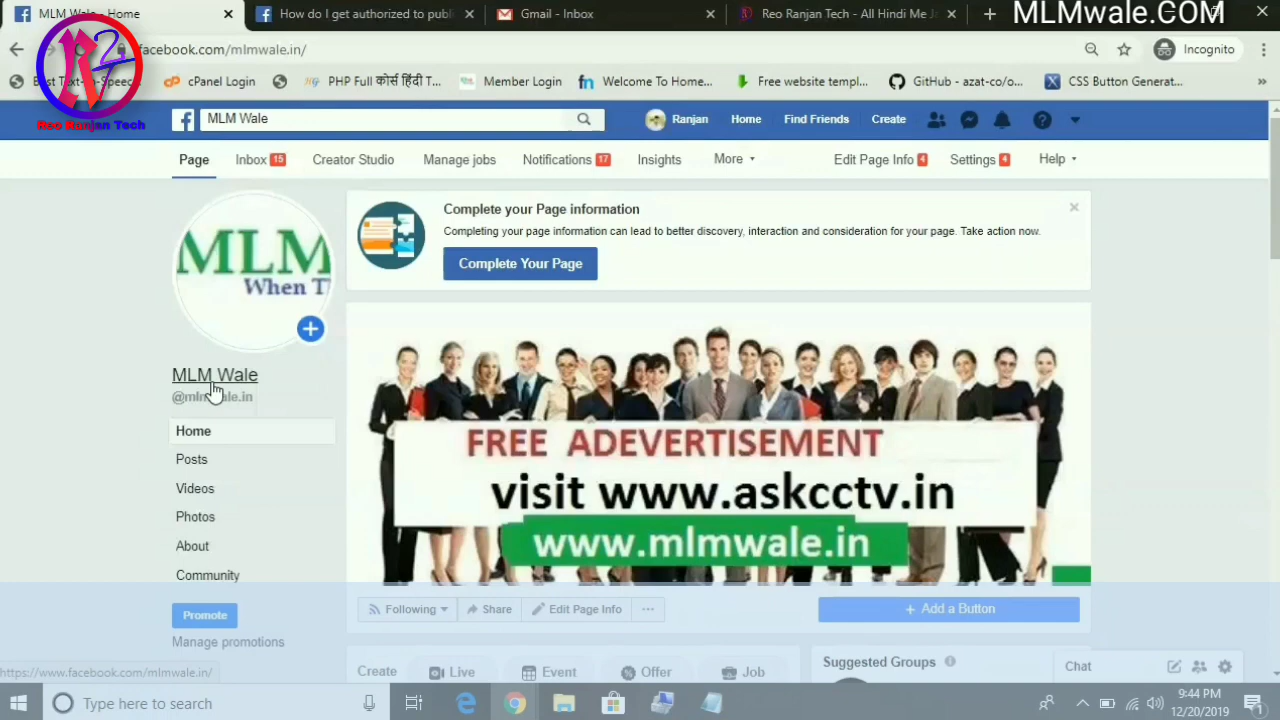 MLM Wale - Home
How do I get authorized to publ
Gmail - Inbox
Reo Ranjan Tech - All Hindi Me J
MLMwale.COM
facebook.com/mlmwale.in/
Incognito
Best Text-to-Speec
cPanel Login
PHP Full कोर्स हिंदी T...
Member Login
Welcome To Home...
Free website templ...
GitHub - azat-co/o...
CSS Button Generat...
»
Reo Ranjan Tech
MLM Wale
Ranjan
Home
Find Friends
Create
Page
Inbox 15
Creator Studio
Manage jobs
Notifications 17
Insights
More
Edit Page Info 4
Settings 4
Help
Complete your Page information
Completing your page information can lead to better discovery, interaction and consideration for your page. Take action now.
Complete Your Page
MLM
When T
MLM Wale
@mlmwale.in
Home
Posts
Videos
Photos
About
Community
Promote
Manage promotions
FREE ADEVERTISEMENT
visit www.askcctv.in
www.mlmwale.in
Following
Share
Edit Page Info
...
+ Add a Button
Create
Live
Event
Offer
Job
Suggested Groups
Chat
https://www.facebook.com/mlmwale.in/
Type here to search
9:44 PM
12/20/2019
1